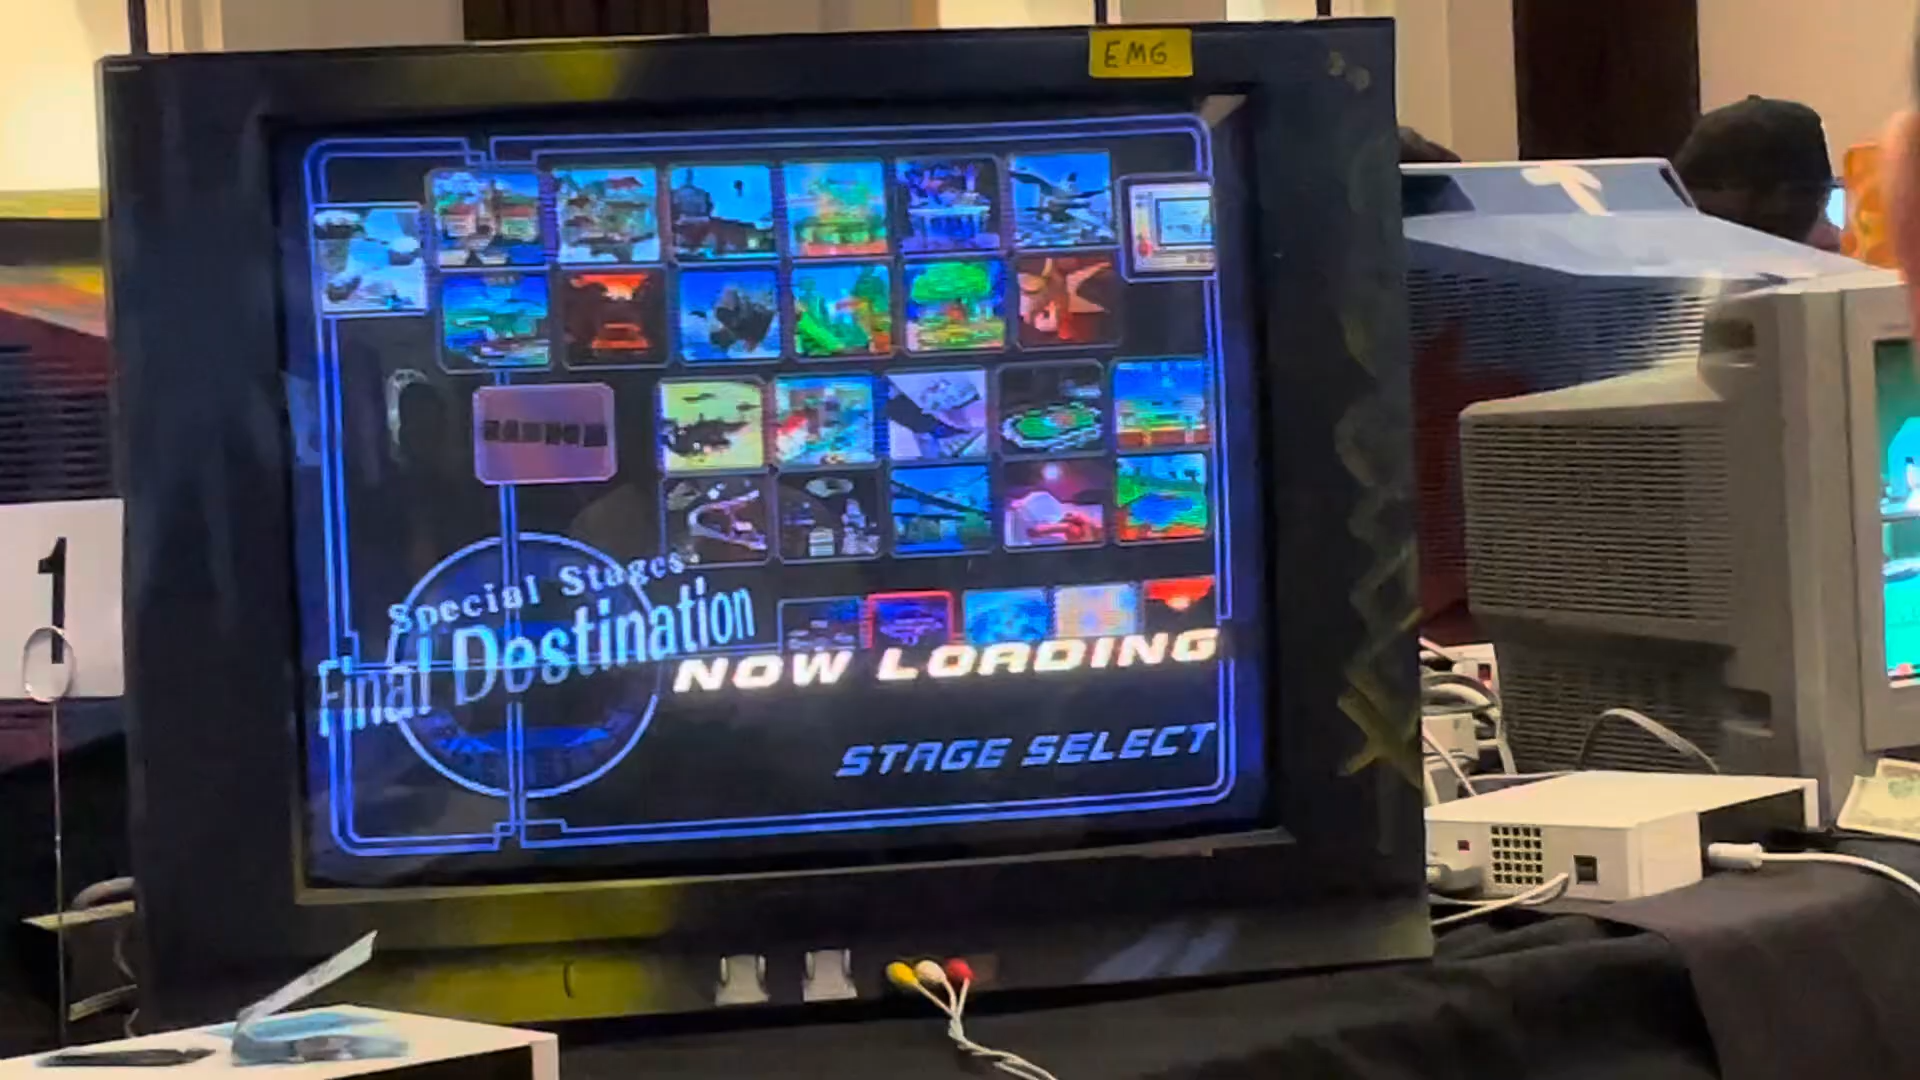 EMG
1
Special Stages:
Final Destination
NOW LOADING
STAGE SELECT